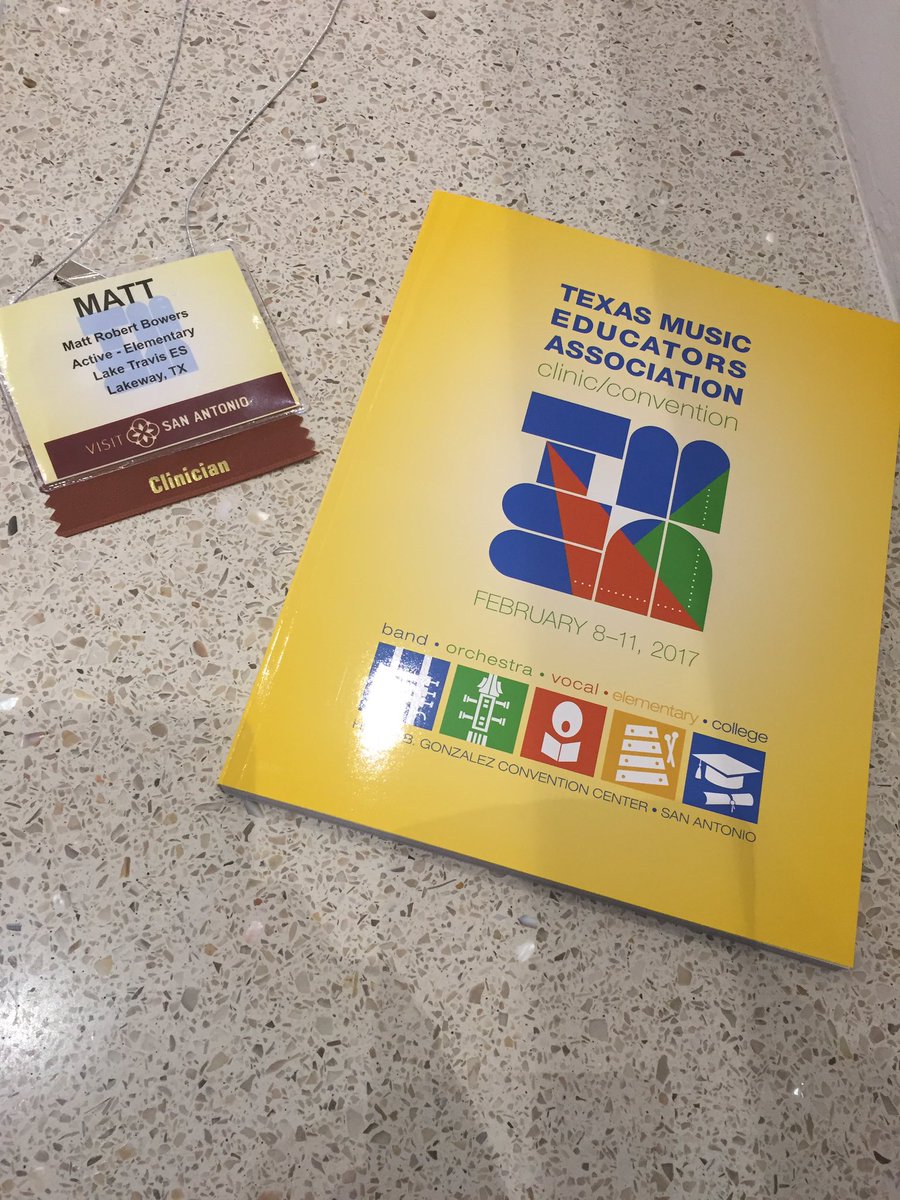 MATT
Matt Robert Bowers
Active - Elementary
Lake Travis ES
Lakeway, TX
VISIT SAN ANTONIO
Clinician
TEXAS MUSIC
EDUCATORS
ASSOCIATION
clinic/convention
FEBRUARY 8–11, 2017
band • orchestra • vocal • elementary • college
B. GONZALEZ CONVENTION CENTER • SAN ANTONIO